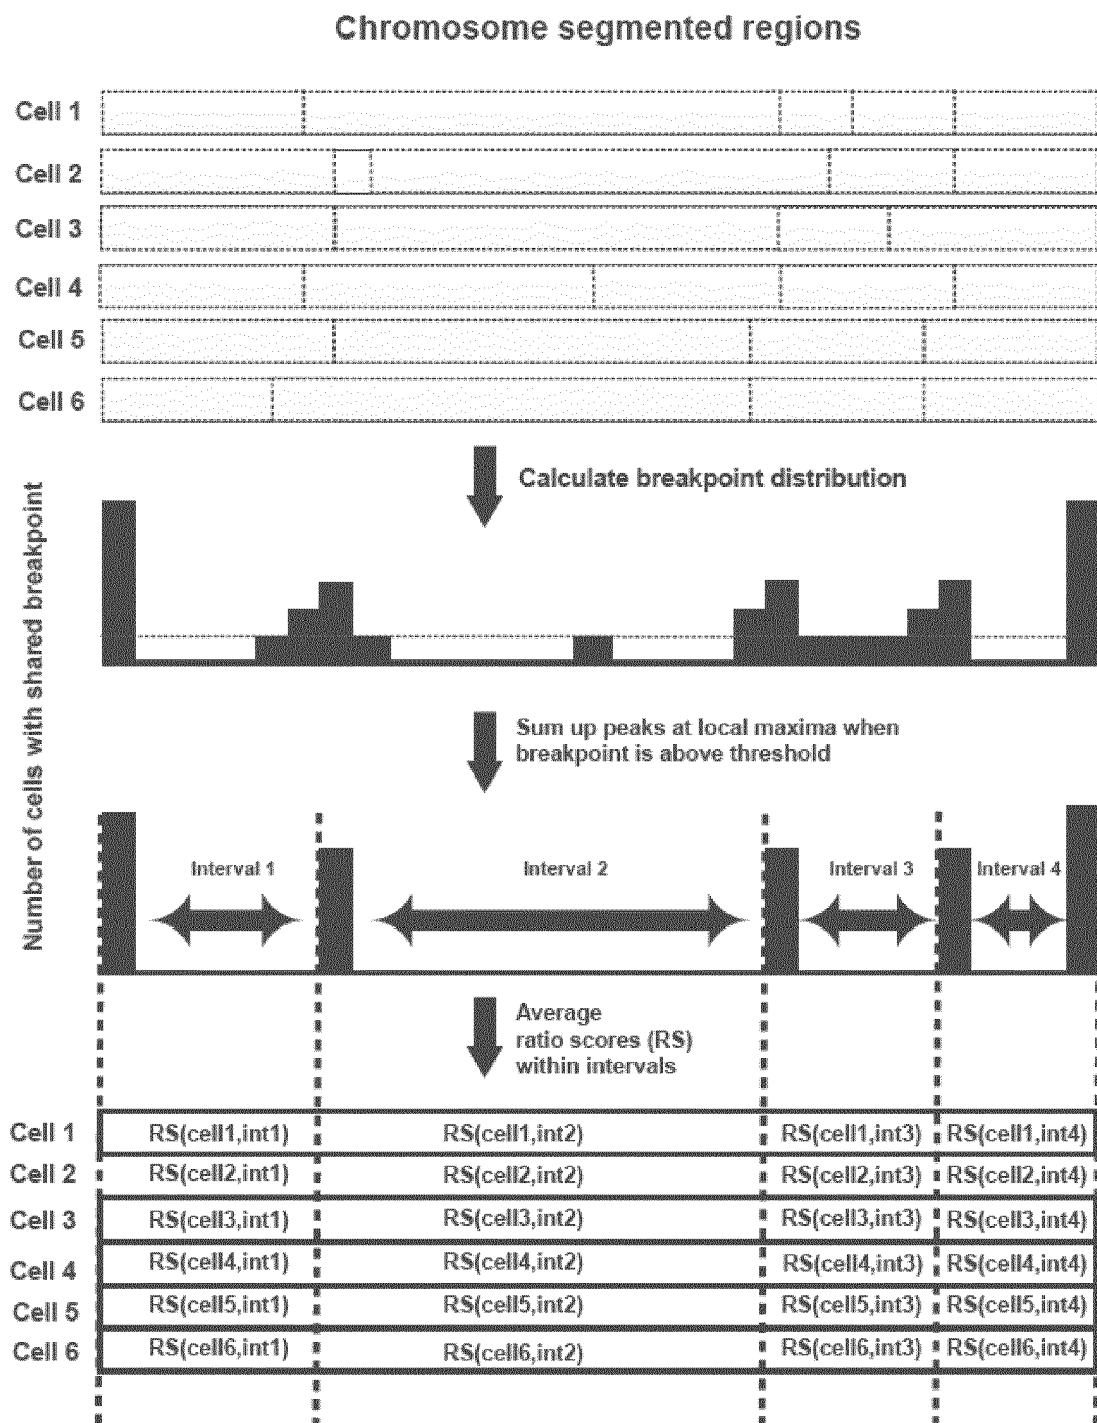 Chromosome segmented regions
Cell 1
Cell 2
Cell 3
Cell 4
Cell 5
Cell 6
Calculate breakpoint distribution
Number of cells with shared breakpoint
Sum up peaks at local maxima when
breakpoint is above threshold
Interval 1 Interval 2 Interval 3 Interval 4
Average
ratio scores (RS)
within intervals
Cell 1 RS(cell1,int1) RS(cell1,int2) RS(cell1,int3) RS(cell1,int4)
Cell 2 RS(cell2,int1) RS(cell2,int2) RS(cell2,int3) RS(cell2,int4)
Cell 3 RS(cell3,int1) RS(cell3,int2) RS(cell3,int3) RS(cell3,int4)
Cell 4 RS(cell4,int1) RS(cell4,int2) RS(cell4,int3) RS(cell4,int4)
Cell 5 RS(cell5,int1) RS(cell5,int2) RS(cell5,int3) RS(cell5,int4)
Cell 6 RS(cell6,int1) RS(cell6,int2) RS(cell6,int3) RS(cell6,int4)